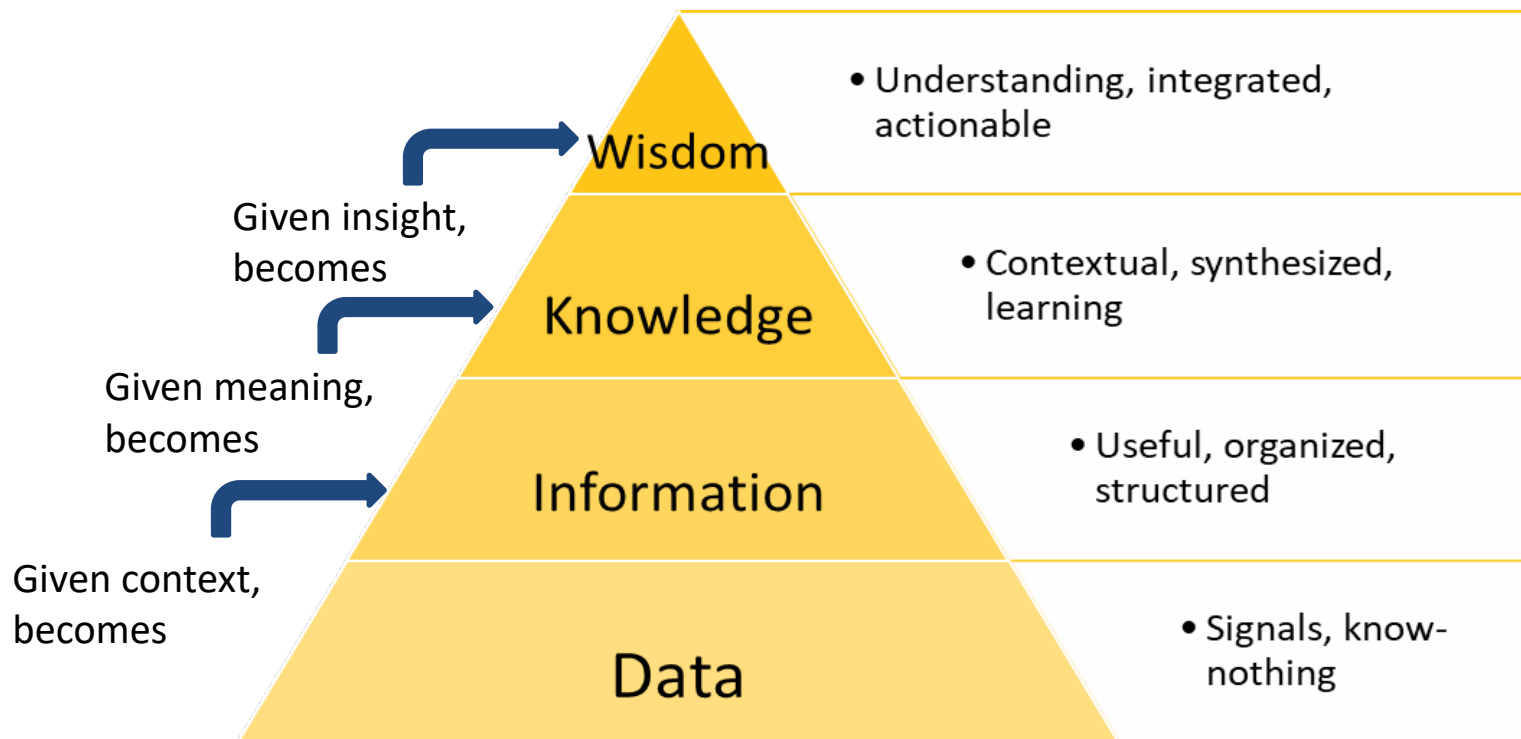 • Understanding, integrated,
actionable
Wisdom
Given insight,
becomes
• Contextual, synthesized,
learning
Knowledge
Given meaning,
becomes
• Useful, organized,
structured
Information
Given context,
becomes
• Signals, know-
nothing
Data